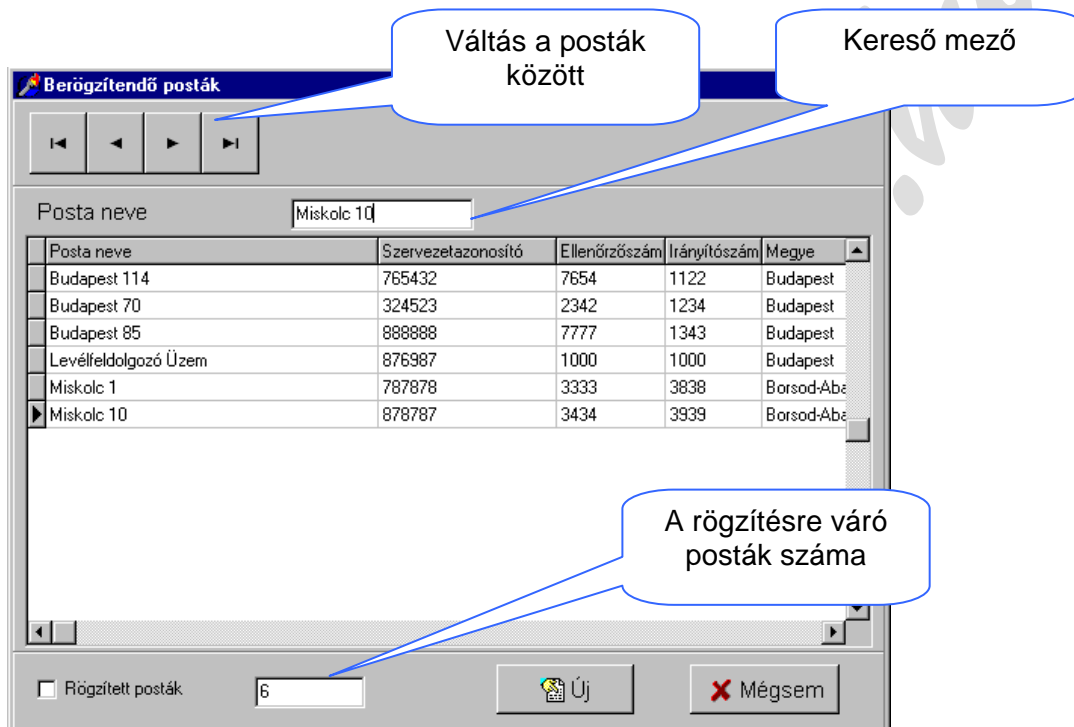 Váltás a posták
között
Kereső mező
Berögzítendő posták
Posta neve Miskolc 10
Posta neve Szervezetazonosító Ellenőrzőszám Irányítószám Megye
Budapest 114 765432 7654 1122 Budapest
Budapest 70 324523 2342 1234 Budapest
Budapest 85 888888 7777 1343 Budapest
Levélfeldolgozó Üzem 876987 1000 1000 Budapest
Miskolc 1 787878 3333 3838 Borsod-Aba
Miskolc 10 878787 3434 3939 Borsod-Aba
A rögzítésre váró
posták száma
Rögzített posták 6 Új Mégsem